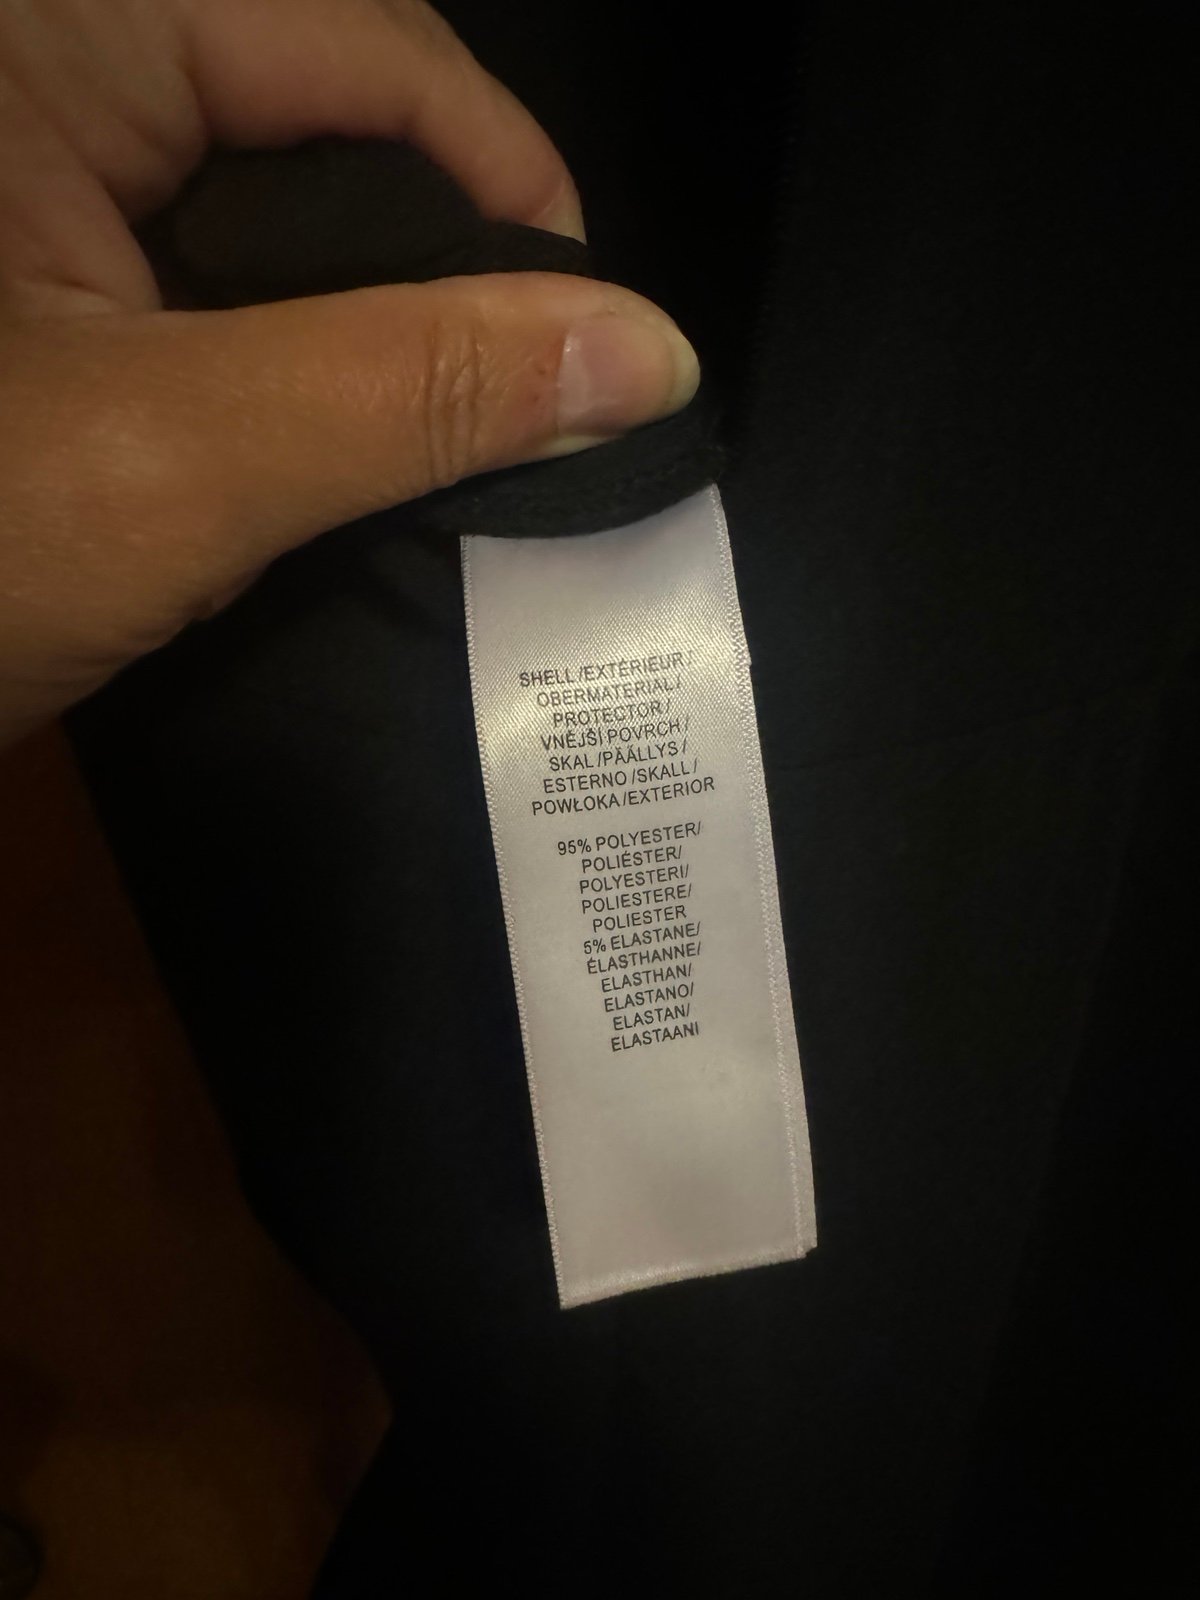 SHELL/EXTÉRIEUR/
OBERMATERIAL/
PROTECTOR/
VNĚJŠÍ POVRCH/
SKAL/PÄÄLLYS/
ESTERNO/SKALL/
POWŁOKA/EXTERIOR
95% POLYESTER/
POLIÉSTER/
POLYESTERI/
POLIESTERE/
POLIESTER
5% ELASTANE/
ÉLASTHANNE/
ELASTHAN/
ELASTANO/
ELASTAN/
ELASTAANI